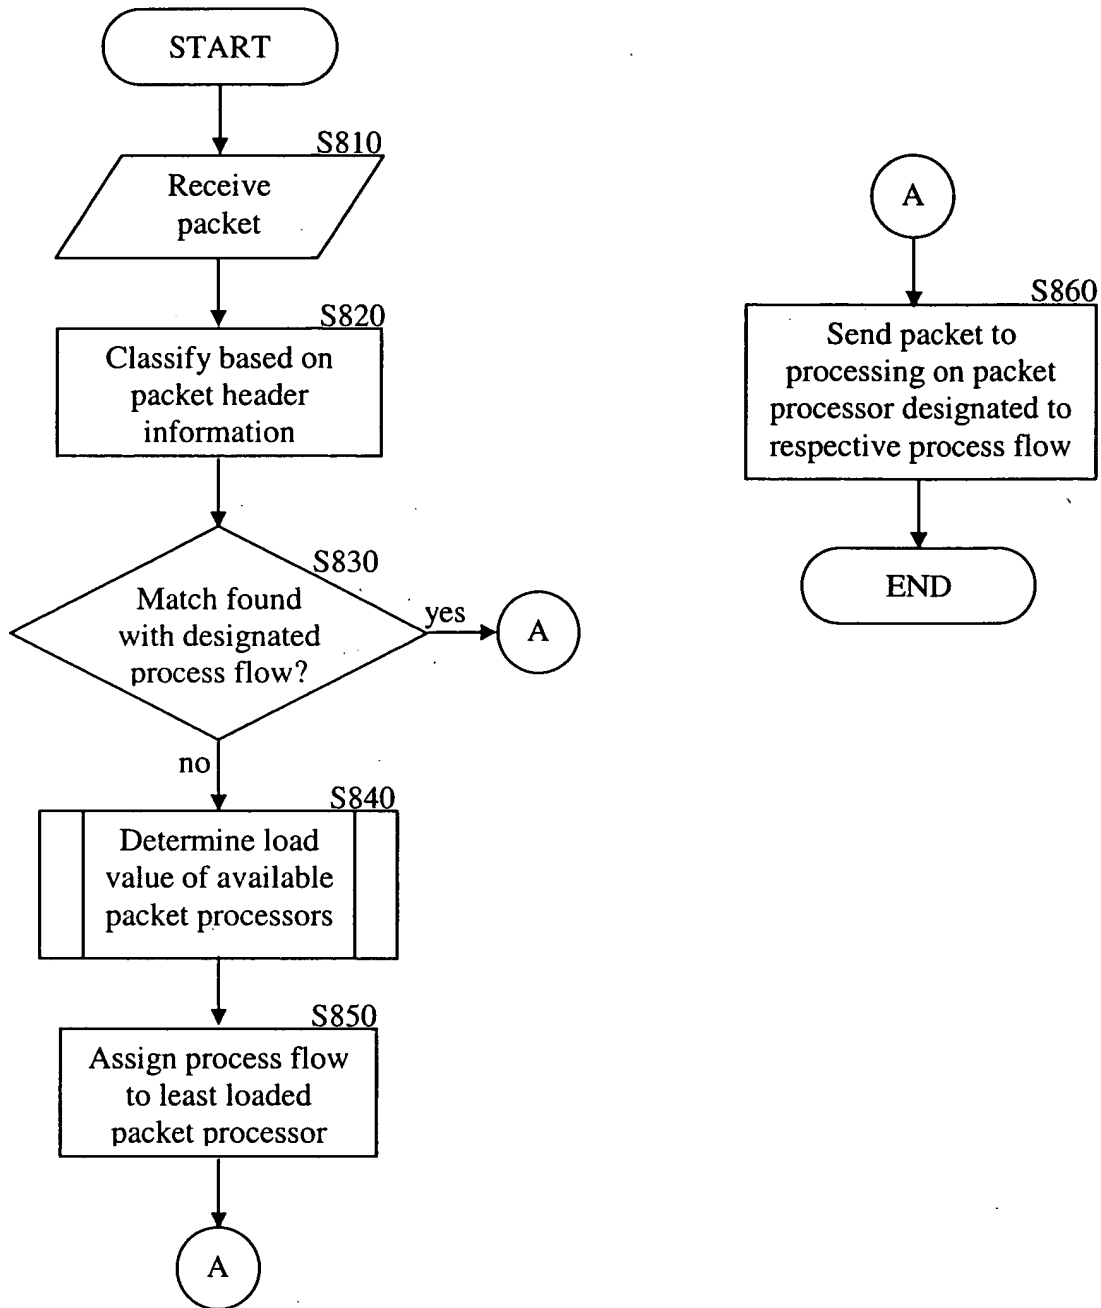 START
S810
Receive
packet
S820
Classify based on
packet header
information
S830
Match found
with designated
process flow?
yes
A
no
S840
Determine load
value of available
packet processors
S850
Assign process flow
to least loaded
packet processor
A
A
S860
Send packet to
processing on packet
processor designated to
respective process flow
END